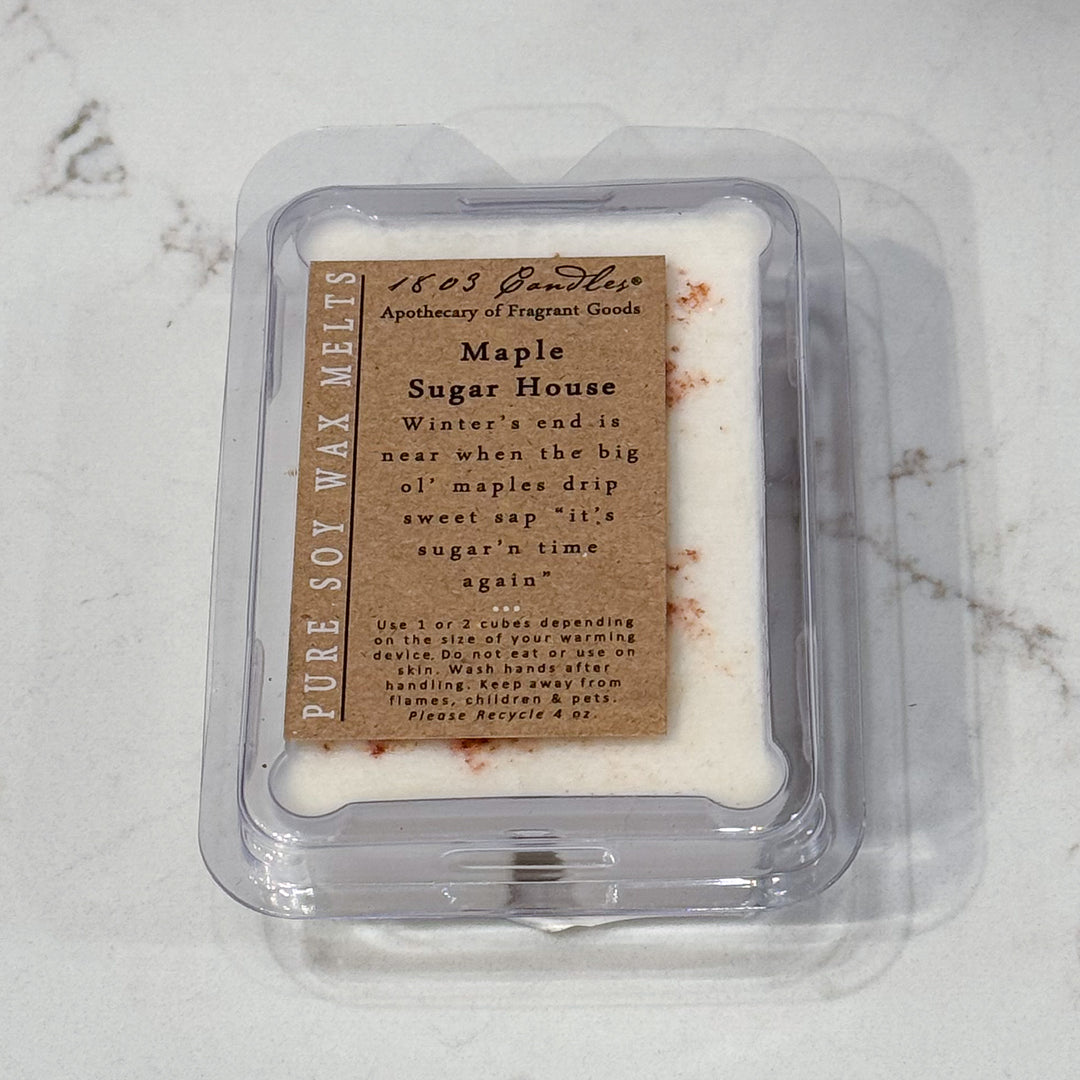 PURE SOY WAX MELTS
1803 Candles®
Apothecary of Fragrant Goods
Maple
Sugar House
Winter's end is
near when the big
ol' maples drip
sweet sap "it's
sugar'n time
again"
...
Use 1 or 2 cubes depending
on the size of your warming
device. Do not eat or use on
skin. Wash hands after
handling. Keep away from
flames, children & pets.
Please Recycle 4 oz.